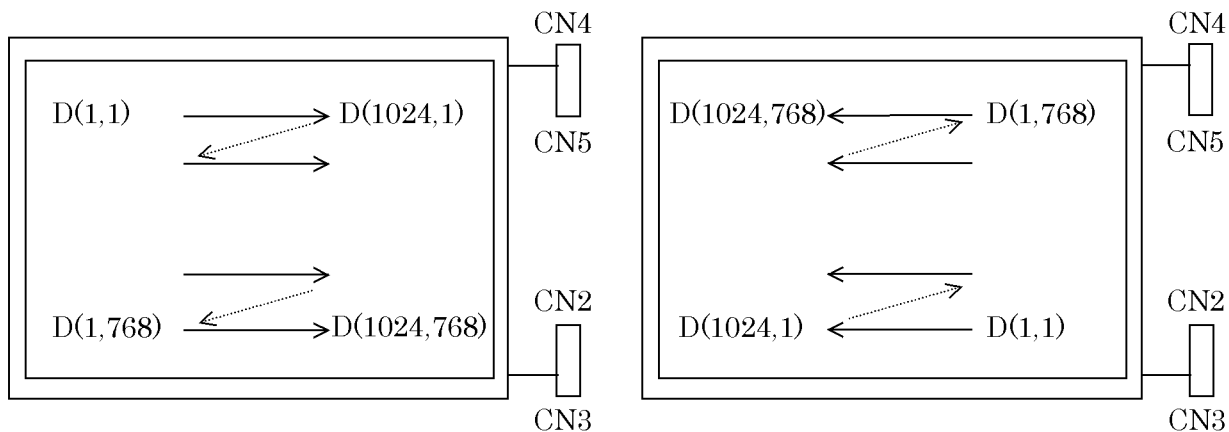 CN4
D(1,1) D(1024,1)
CN5
CN2
D(1,768) D(1024,768)
CN3
CN4
D(1024,768) D(1,768)
CN5
CN2
D(1024,1) D(1,1)
CN3